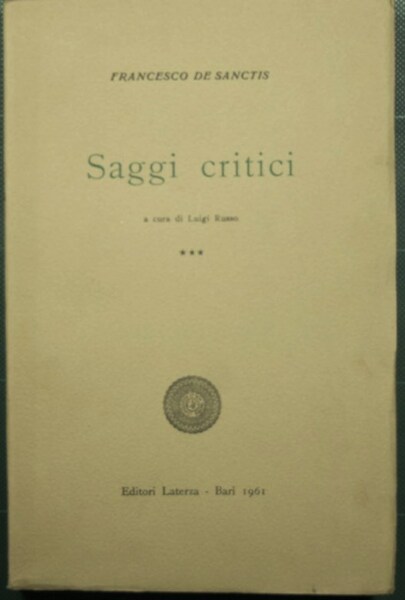 FRANCESCO DE SANCTIS
Saggi critici
a cura di Luigi Russo
★★★
Editori Laterza - Bari 1961